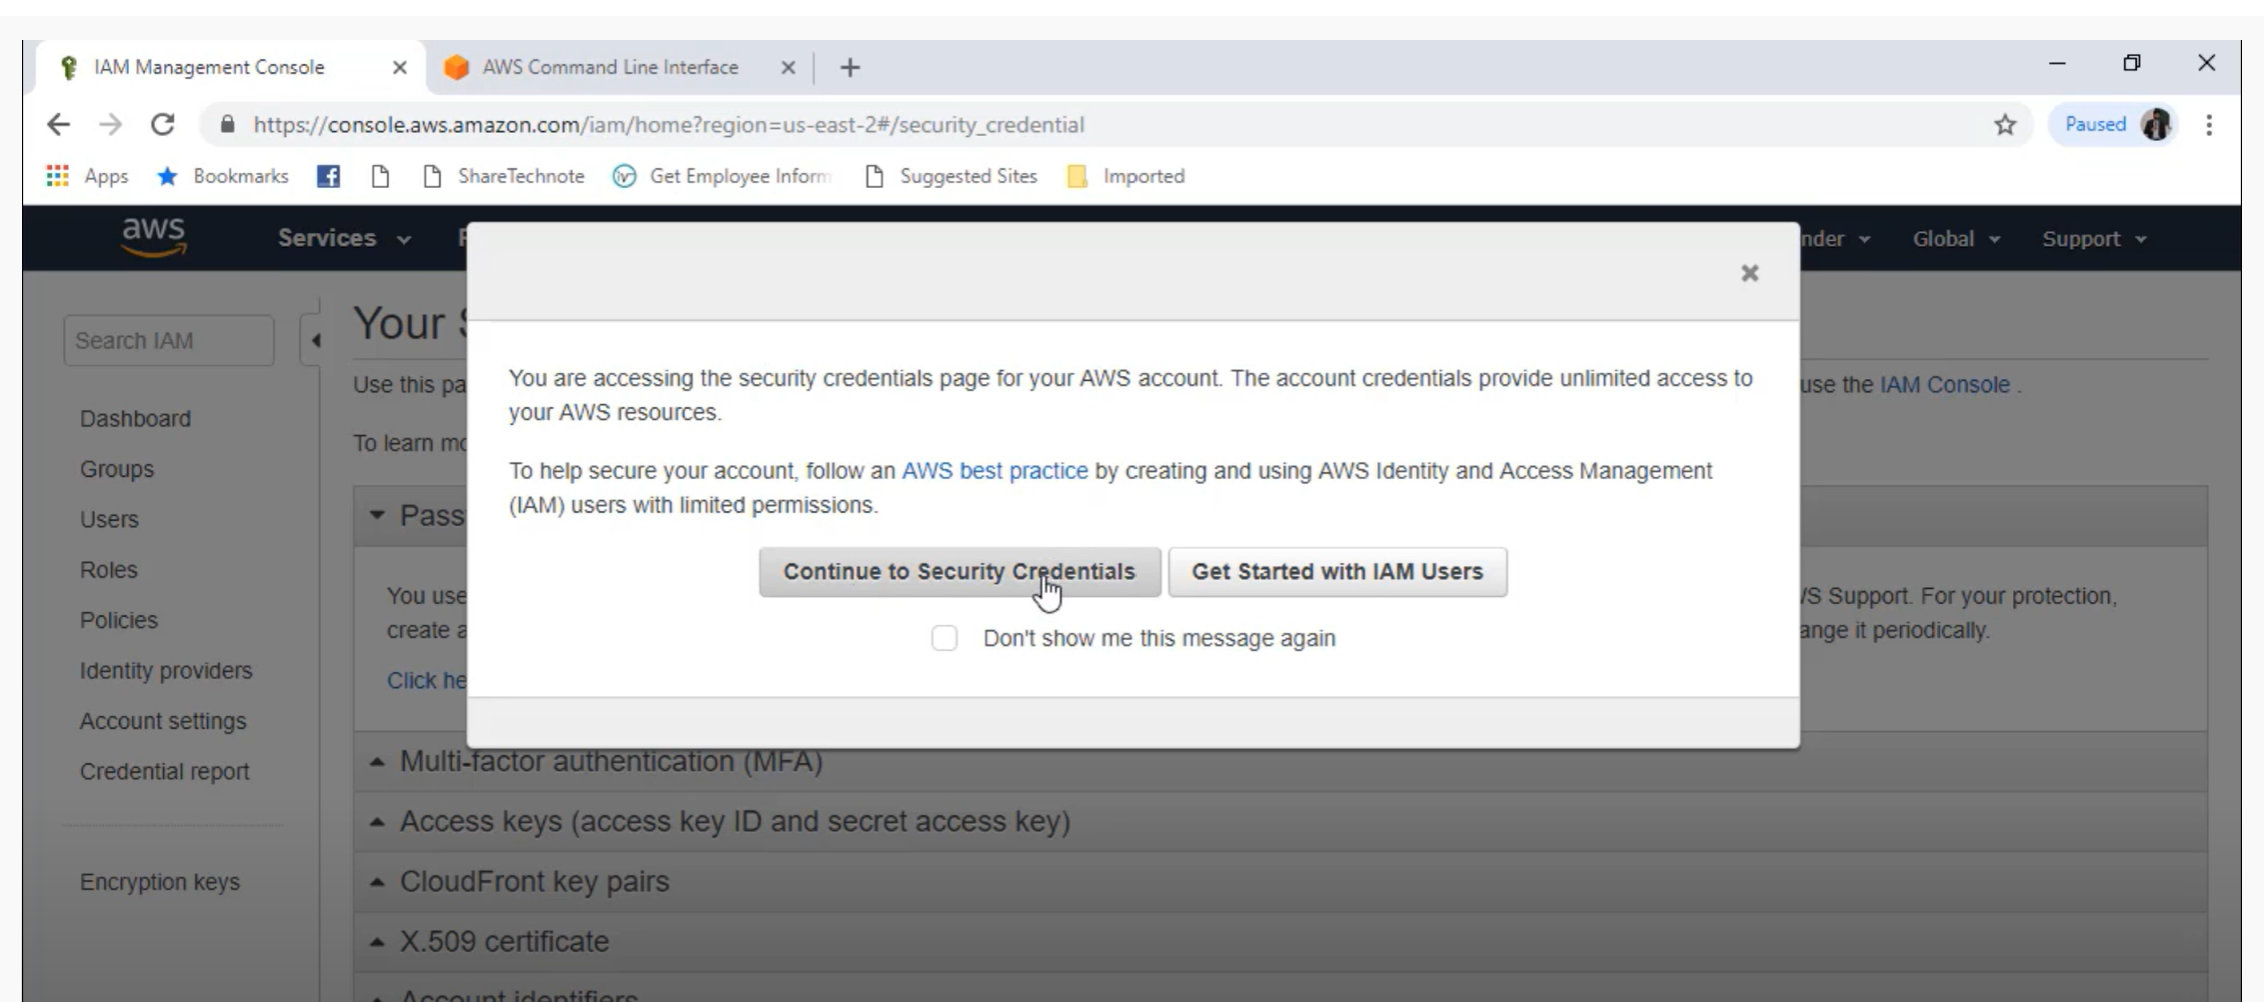 IAM Management Console
AWS Command Line Interface
https://console.aws.amazon.com/iam/home?region=us-east-2#/security_credential
Paused
Apps
Bookmarks
ShareTechnote
Get Employee Inform
Suggested Sites
Imported
aws
Services
nder
Global
Support
Search IAM
Dashboard
Groups
Users
Roles
Policies
Identity providers
Account settings
Credential report
Encryption keys
Your S
Use this pa
use the IAM Console .
To learn mo
Pass
You use
/S Support. For your protection,
create a
ange it periodically.
Click he
You are accessing the security credentials page for your AWS account. The account credentials provide unlimited access to
your AWS resources.
To help secure your account, follow an AWS best practice by creating and using AWS Identity and Access Management
(IAM) users with limited permissions.
Continue to Security Credentials
Get Started with IAM Users
Don't show me this message again
Multi-factor authentication (MFA)
Access keys (access key ID and secret access key)
CloudFront key pairs
X.509 certificate
Account identifiers